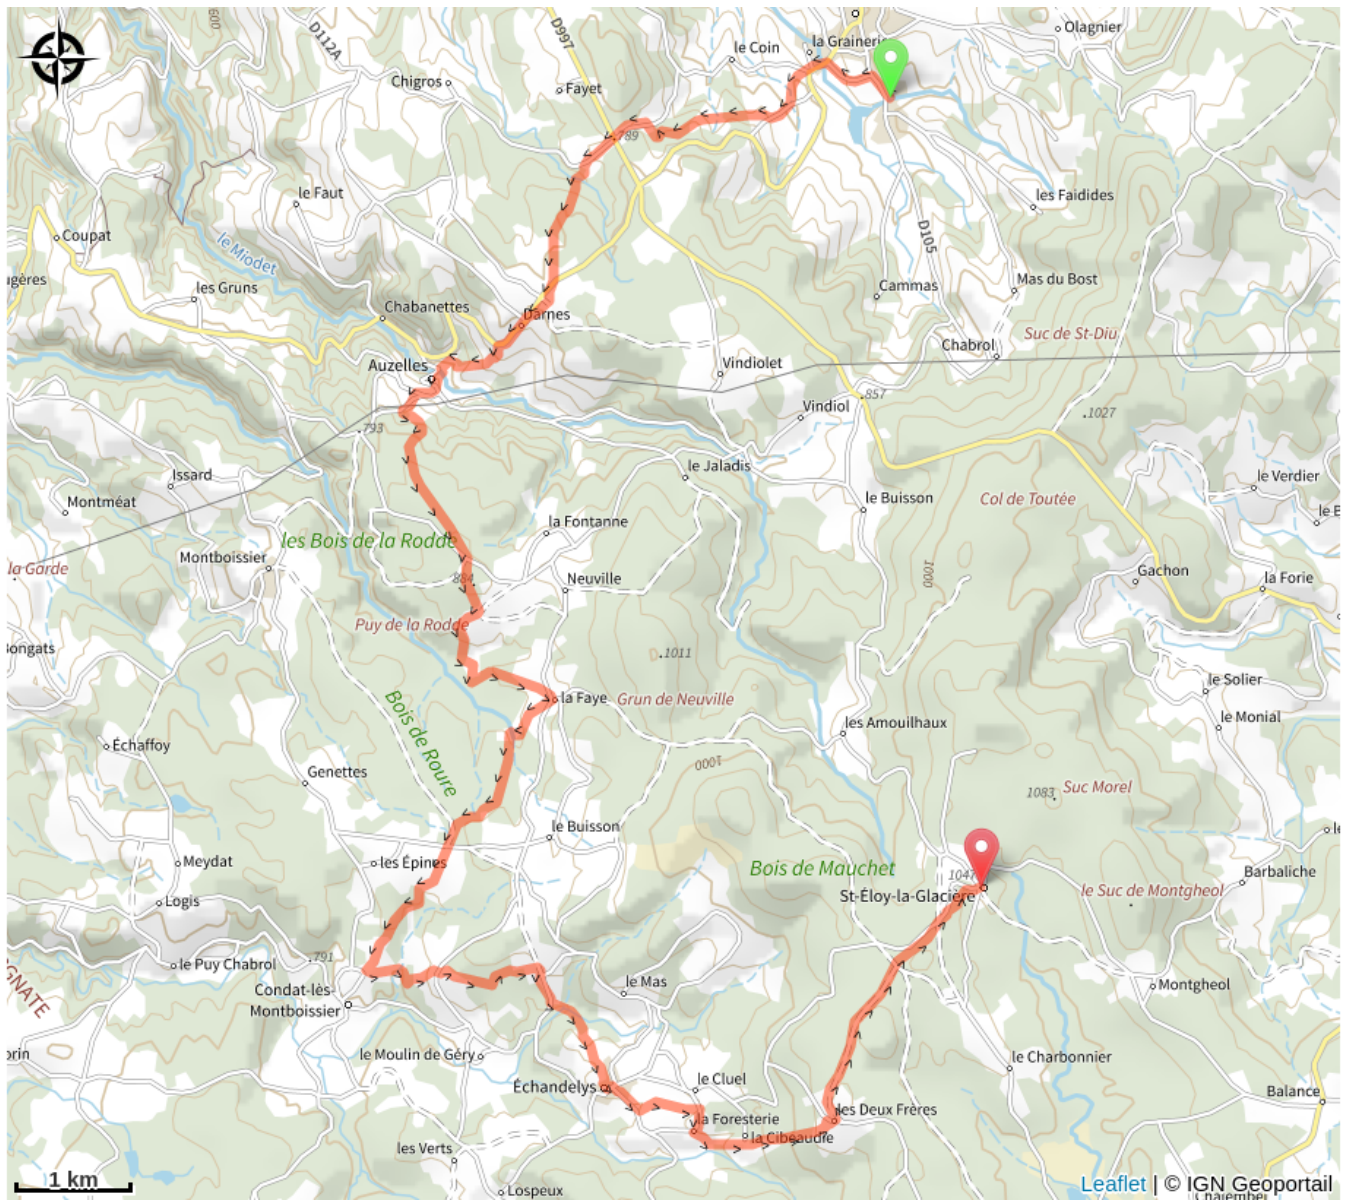 Olagnier
la Grainerie
le Coin
D997
D112A
009
Chigros
Fayet
789
le Faut
les Faidides
Coupat
le Miodet
D105
gères
les Gruns
Cammas
Mas du Bost
Chabanettes
Darnes
Suc de St-Diu
Chabrol
Auzelles
Vindiolet
857
Vindiol
1027
793
le Jaladis
Issard
le Verdier
Montméat
le Buisson
Col de Toutée
la Fontanne
les Bois de la Rodde
Montboissier
la Garde
884
Neuville
1000
Gachon
la Forie
Puy de la Rodde
Bongats
1011
le Solier
la Faye
Grun de Neuville
Bois de Roure
le Monial
Échaffoy
les Amouilhaux
1000
Genettes
1083
Suc Morel
le Buisson
Meydat
les Épines
Bois de Mauchet
1047
Barbaliche
St-Éloy-la-Glacière
le Suc de Montgheol
Logis
791
le Puy Chabrol
GNATE
Condat-lès-
Montboissier
le Mas
Montgheol
orin
le Moulin de Géry
le Charbonnier
Échandelys
le Cluel
Balance
la Foresterie
les Deux Frères
la Cibeaudie
les Verts
1 km
Lospeux
Leaflet | © IGN Geoportail